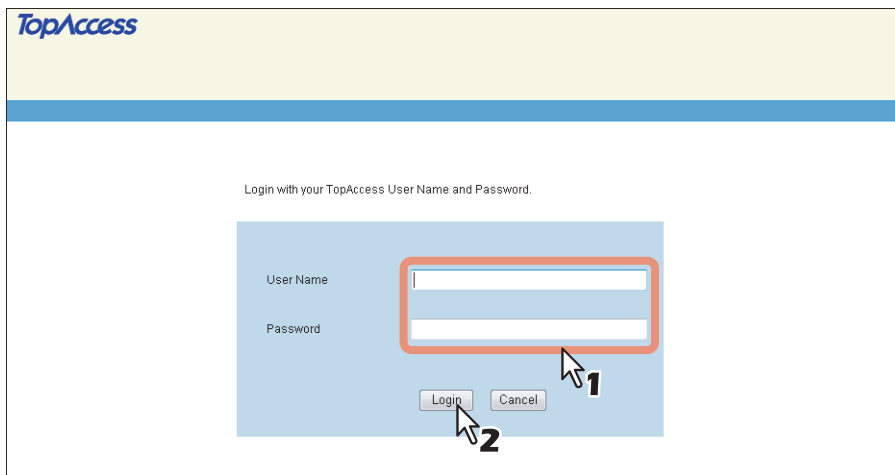 TopAccess
Login with your TopAccess User Name and Password.
User Name
Password
1
Login Cancel
2